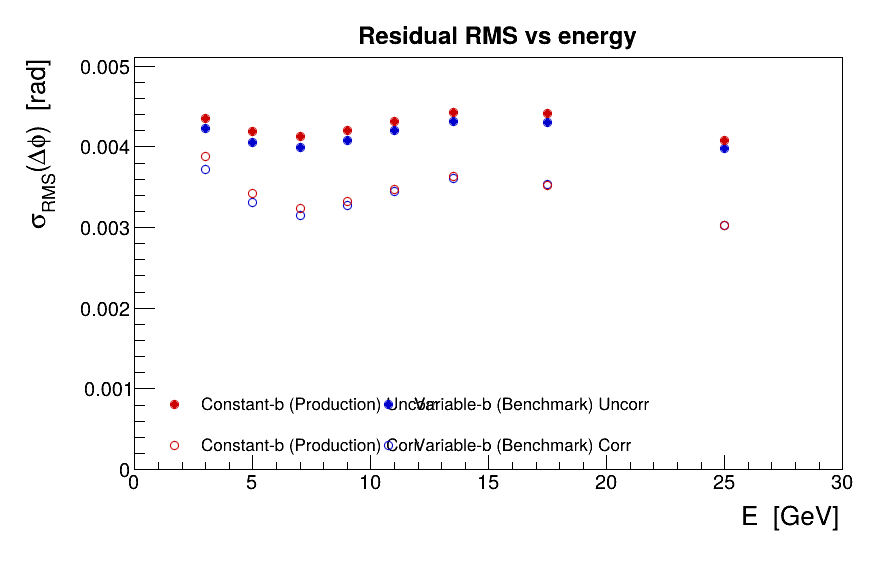 Residual RMS vs energy
σRMS(Δϕ) [rad]
0.005
0.004
0.003
0.002
0.001
0
Constant-b (Production) Uncorr
Variable-b (Benchmark) Uncorr
Constant-b (Production) Corr
Variable-b (Benchmark) Corr
0 5 10 15 20 25 30
E [GeV]